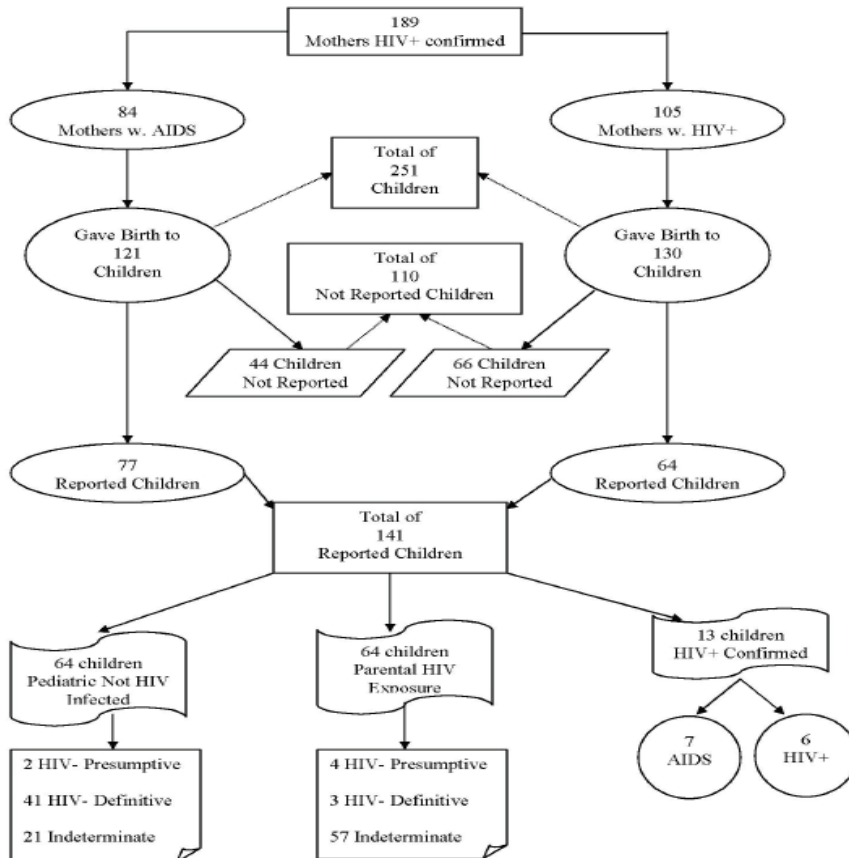 189
Mothers HIV+ confirmed
84
Mothers w. AIDS
105
Mothers w. HIV+
Total of
251
Children
Gave Birth to
121
Children
Gave Birth to
130
Children
Total of
110
Not Reported Children
44 Children
Not Reported
66 Children
Not Reported
77
Reported Children
64
Reported Children
Total of
141
Reported Children
64 children
Pediatric Not HIV
Infected
64 children
Parental HIV
Exposure
13 children
HIV+ Confirmed
7
AIDS
6
HIV+
2 HIV- Presumptive
41 HIV- Definitive
21 Indeterminate
4 HIV- Presumptive
3 HIV- Definitive
57 Indeterminate